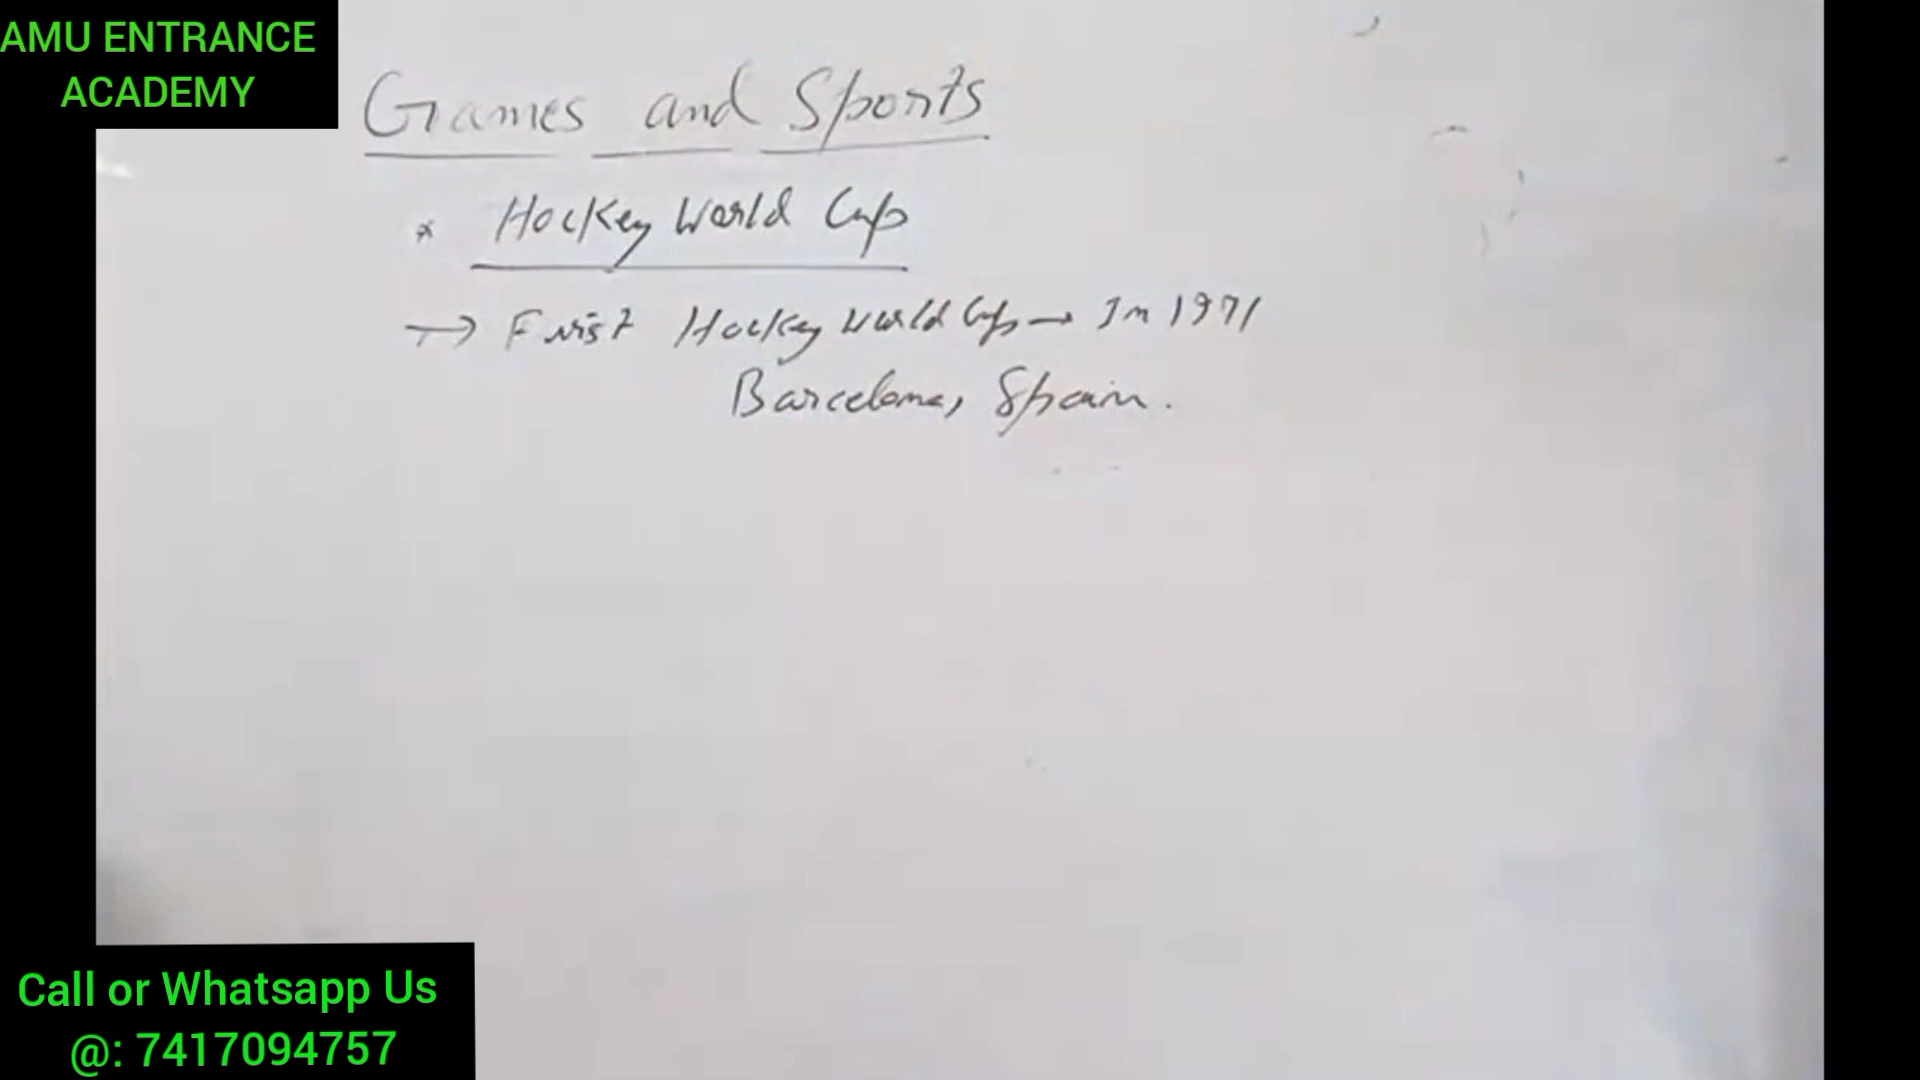 AMU ENTRANCE
ACADEMY
Games and Sports
* Hockey World Cup
→ First Hockey World Cup → In 1971
Barcelona, Spain.
Call or Whatsapp Us
@: 7417094757